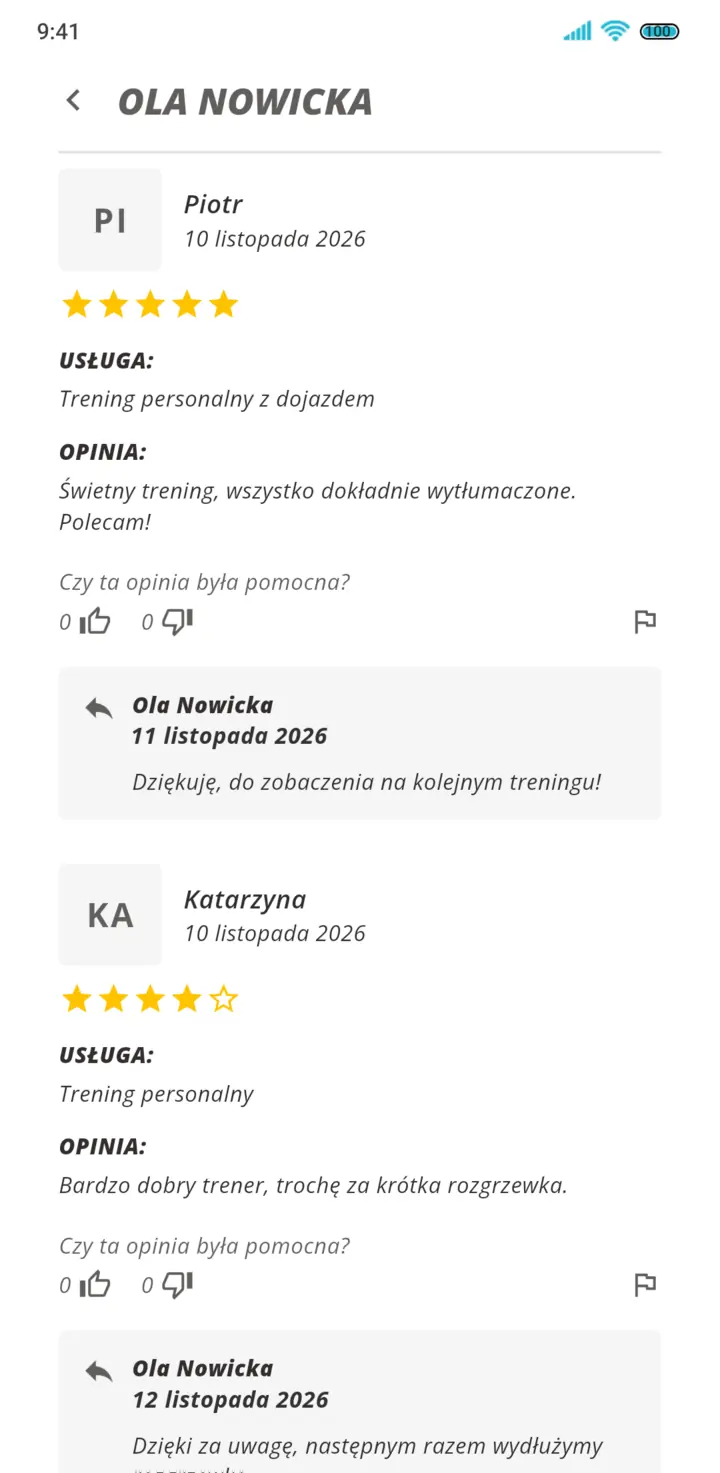 9:41
100
OLA NOWICKA
PI
Piotr
10 listopada 2026
USŁUGA:
Trening personalny z dojazdem
OPINIA:
Świetny trening, wszystko dokładnie wytłumaczone.
Polecam!
Czy ta opinia była pomocna?
0 0
Ola Nowicka
11 listopada 2026
Dziękuję, do zobaczenia na kolejnym treningu!
KA
Katarzyna
10 listopada 2026
USŁUGA:
Trening personalny
OPINIA:
Bardzo dobry trener, trochę za krótka rozgrzewka.
Czy ta opinia była pomocna?
0 0
Ola Nowicka
12 listopada 2026
Dzięki za uwagę, następnym razem wydłużymy